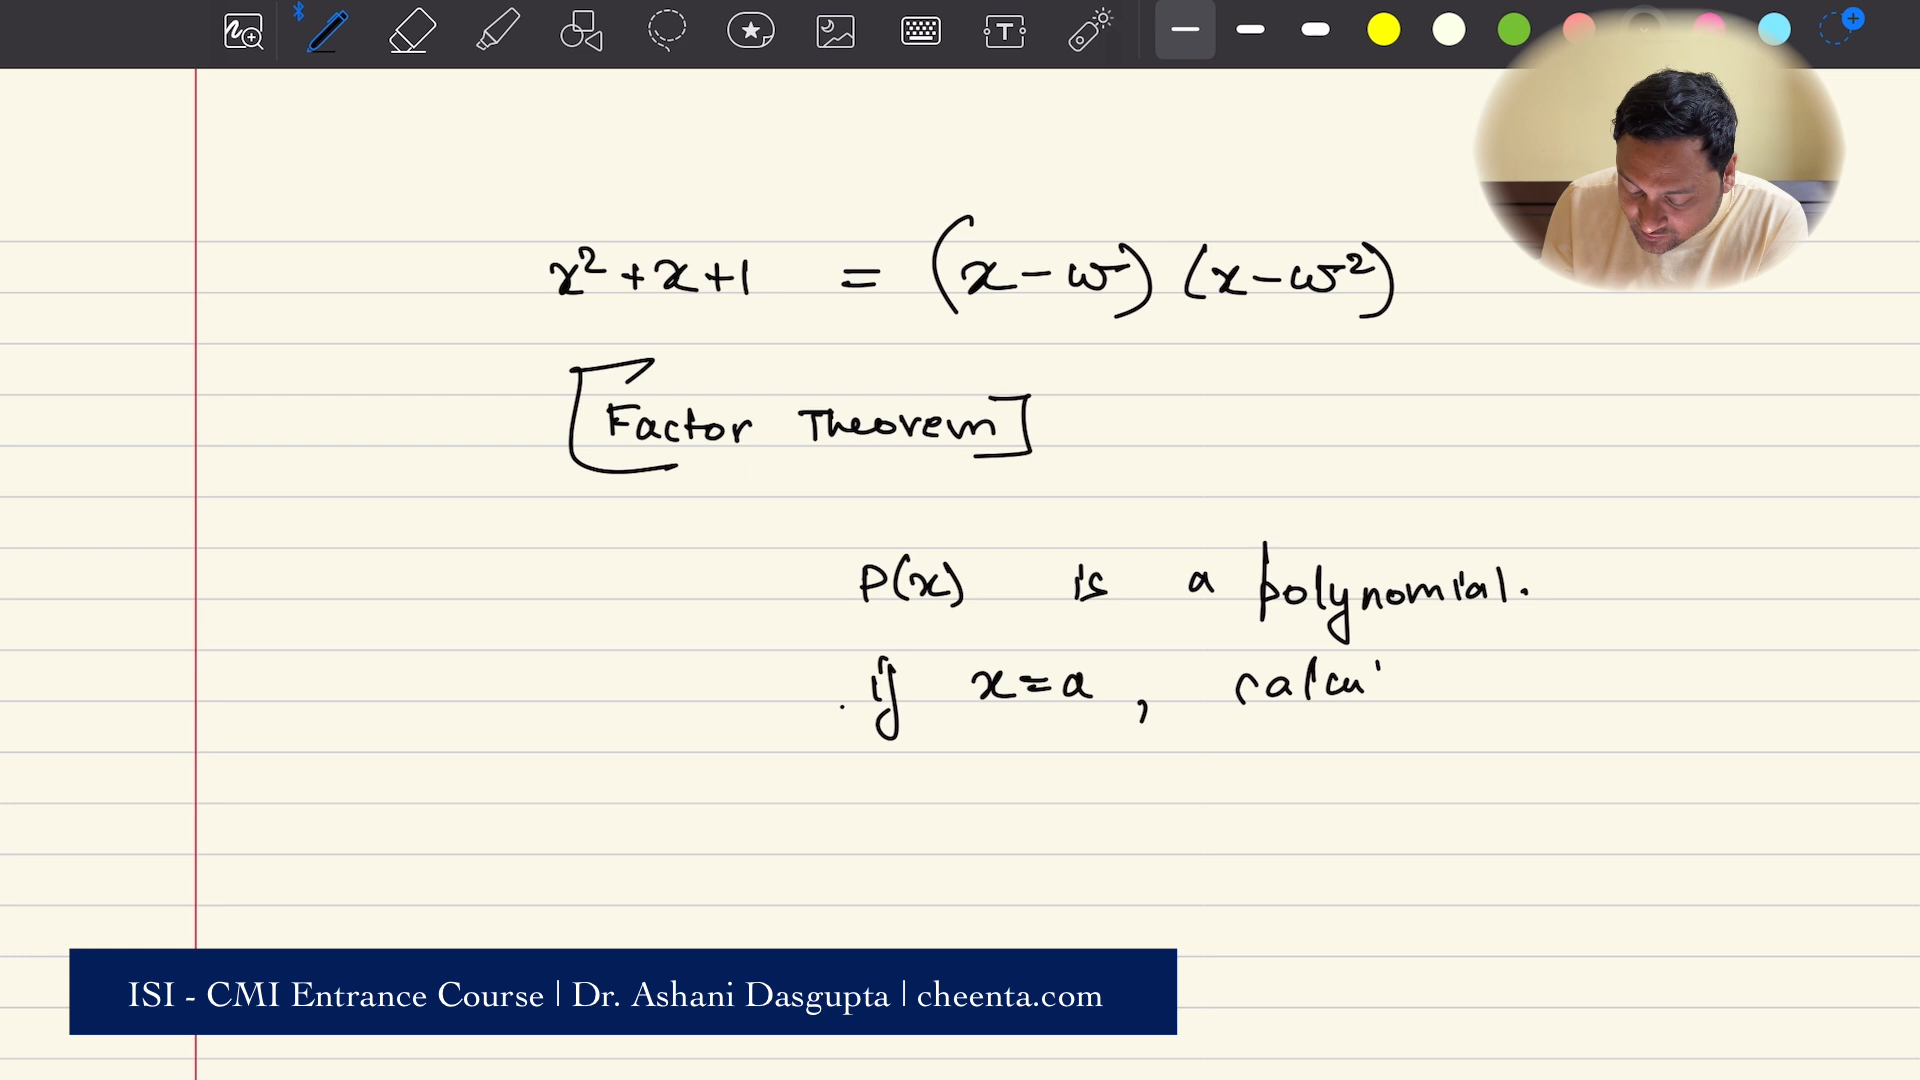 x² + x + 1 = (x - ω) (x - ω²)
[Factor Theorem]
P(x) is a polynomial.
if x = a , calcu
ISI - CMI Entrance Course | Dr. Ashani Dasgupta | cheenta.com